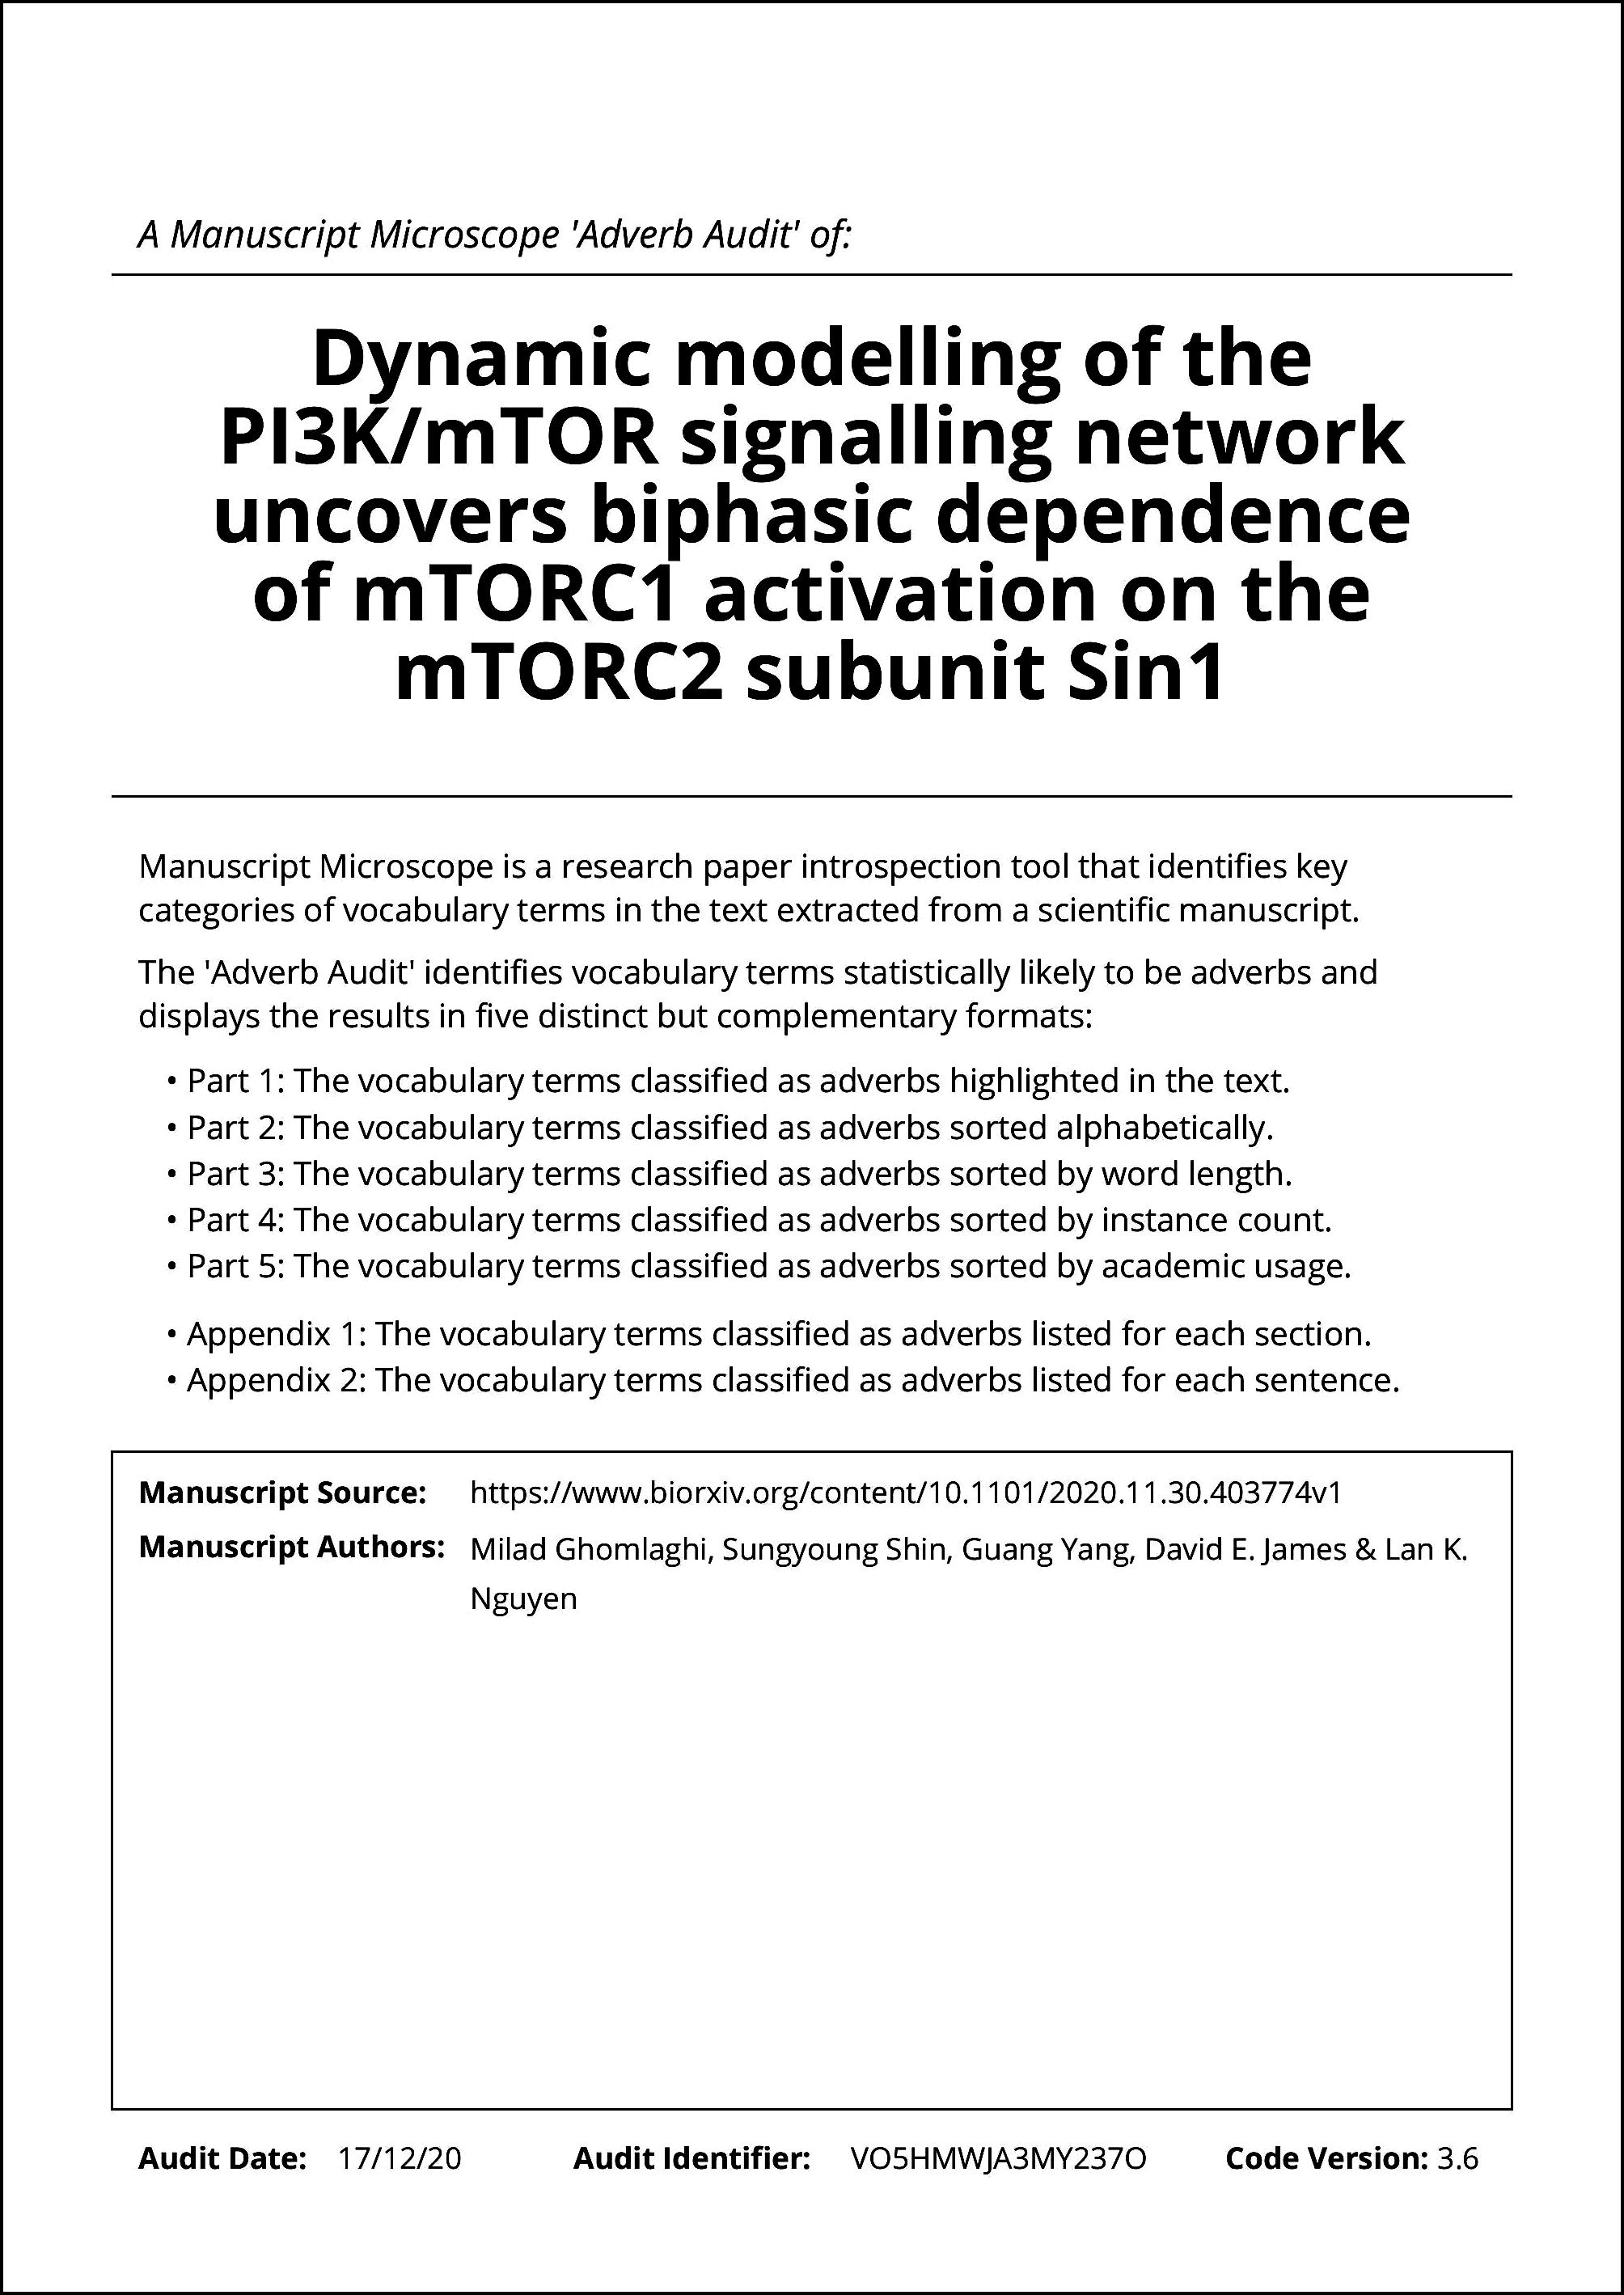 A Manuscript Microscope 'Adverb Audit' of:
Dynamic modelling of the
PI3K/mTOR signalling network
uncovers biphasic dependence
of mTORC1 activation on the
mTORC2 subunit Sin1
Manuscript Microscope is a research paper introspection tool that identifies key
categories of vocabulary terms in the text extracted from a scientific manuscript.
The 'Adverb Audit' identifies vocabulary terms statistically likely to be adverbs and
displays the results in five distinct but complementary formats:
• Part 1: The vocabulary terms classified as adverbs highlighted in the text.
• Part 2: The vocabulary terms classified as adverbs sorted alphabetically.
• Part 3: The vocabulary terms classified as adverbs sorted by word length.
• Part 4: The vocabulary terms classified as adverbs sorted by instance count.
• Part 5: The vocabulary terms classified as adverbs sorted by academic usage.
• Appendix 1: The vocabulary terms classified as adverbs listed for each section.
• Appendix 2: The vocabulary terms classified as adverbs listed for each sentence.
Manuscript Source: https://www.biorxiv.org/content/10.1101/2020.11.30.403774v1
Manuscript Authors: Milad Ghomlaghi, Sungyoung Shin, Guang Yang, David E. James & Lan K.
Nguyen
Audit Date: 17/12/20 Audit Identifier: VO5HMWJA3MY237O Code Version: 3.6